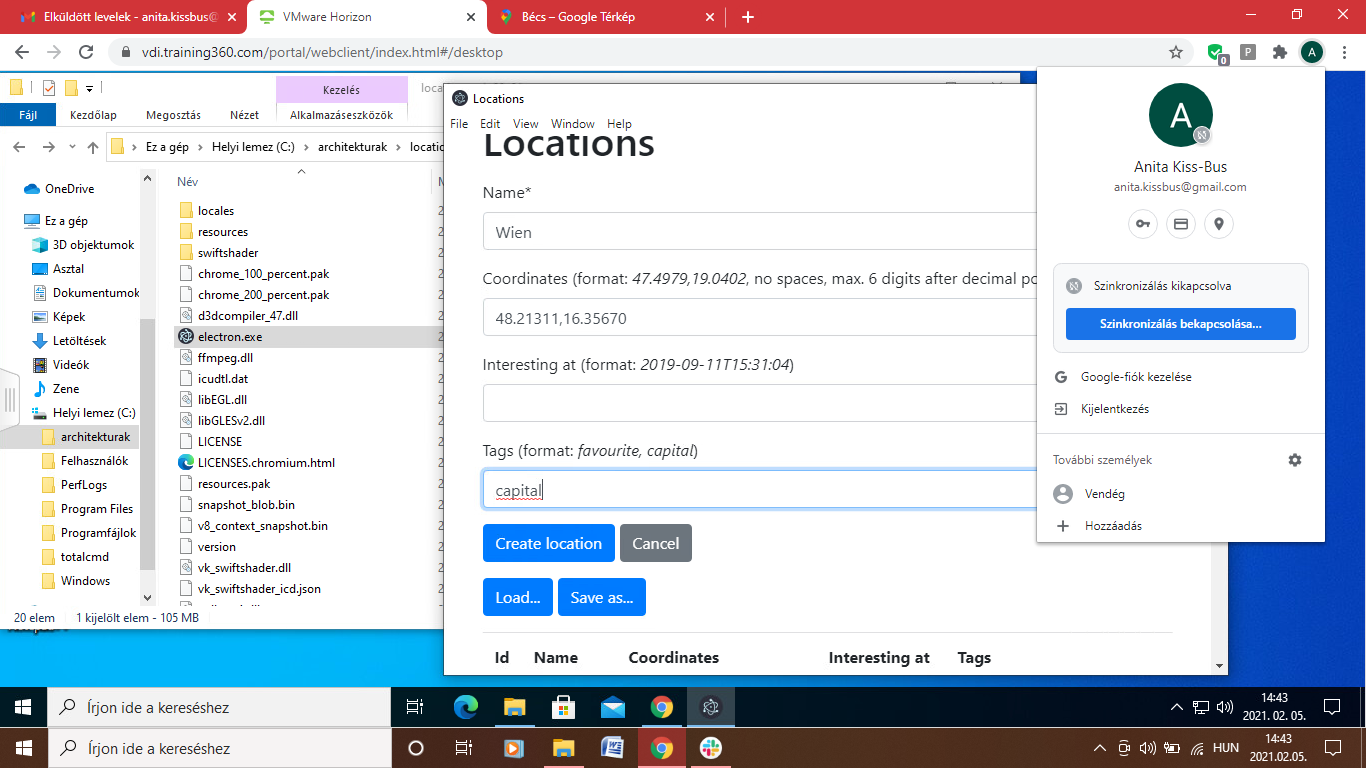 Elküldött levelek - anita.kissbus@
VMware Horizon
Bécs – Google Térkép
vdi.training360.com/portal/webclient/index.html#/desktop
0
P
A
Kezelés
Fájl
Kezdőlap
Megosztás
Nézet
Alkalmazáseszközök
Ez a gép
Helyi lemez (C:)
architekturak
Név
OneDrive
Ez a gép
3D objektumok
Asztal
Dokumentumok
Képek
Letöltések
Videók
Zene
Helyi lemez (C:)
architekturak
Felhasználók
PerfLogs
Program Files
Programfájlok
totalcmd
Windows
locales
resources
swiftshader
chrome_100_percent.pak
chrome_200_percent.pak
d3dcompiler_47.dll
electron.exe
ffmpeg.dll
icudtl.dat
libEGL.dll
libGLESv2.dll
LICENSE
LICENSES.chromium.html
resources.pak
snapshot_blob.bin
v8_context_snapshot.bin
version
vk_swiftshader.dll
vk_swiftshader_icd.json
20 elem
1 kijelölt elem - 105 MB
Locations
File Edit View Window Help
Locations
Name*
Wien
Coordinates (format: 47.4979,19.0402, no spaces, max. 6 digits after decimal
48.21311,16.35670
Interesting at (format: 2019-09-11T15:31:04)
Tags (format: favourite, capital)
capital
Create location
Cancel
Load...
Save as...
Id Name Coordinates Interesting at Tags
A
Anita Kiss-Bus
anita.kissbus@gmail.com
Szinkronizálás kikapcsolva
Szinkronizálás bekapcsolása...
Google-fiók kezelése
Kijelentkezés
További személyek
Vendég
Hozzáadás
Írjon ide a kereséshez
14:43
2021. 02. 05.
Írjon ide a kereséshez
HUN
14:43
2021.02.05.